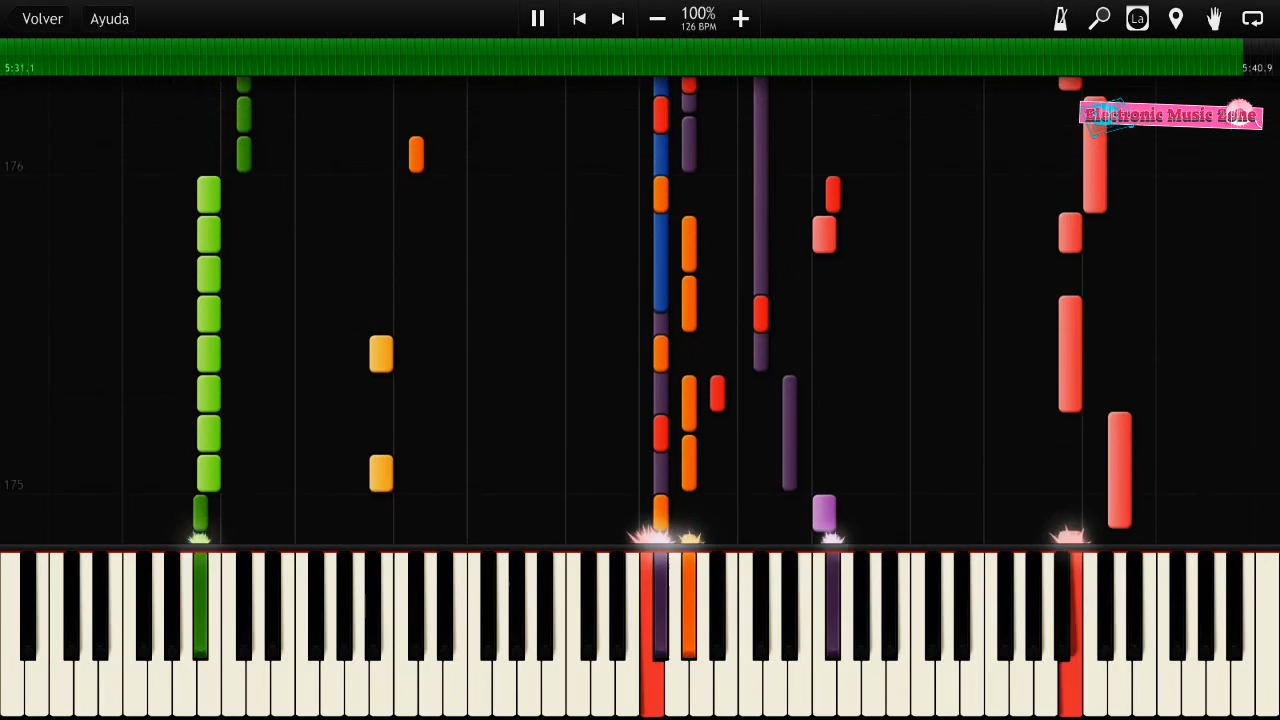 Volver
Ayuda
100%
126 BPM
La
5:31.1
5:40.9
Electronic Music Zone
176
175